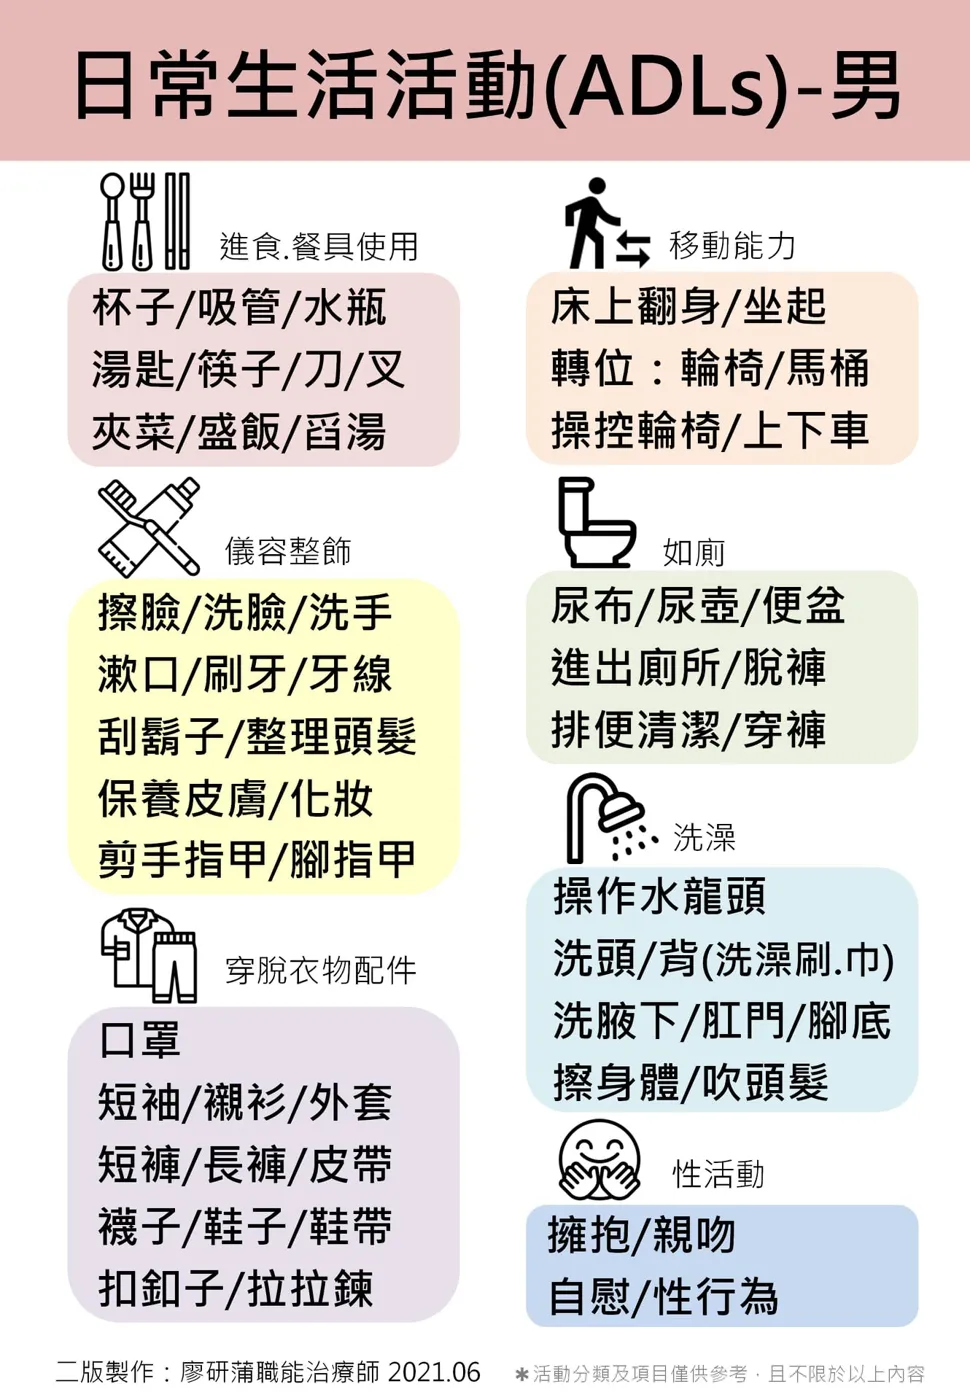 日常生活活動(ADLs)-男
進食.餐具使用
杯子/吸管/水瓶
湯匙/筷子/刀/叉
夾菜/盛飯/舀湯
儀容整飾
擦臉/洗臉/洗手
漱口/刷牙/牙線
刮鬍子/整理頭髮
保養皮膚/化妝
剪手指甲/腳指甲
穿脫衣物配件
口罩
短袖/襯衫/外套
短褲/長褲/皮帶
襪子/鞋子/鞋帶
扣釦子/拉拉鍊
移動能力
床上翻身/坐起
轉位：輪椅/馬桶
操控輪椅/上下車
如廁
尿布/尿壺/便盆
進出廁所/脫褲
排便清潔/穿褲
洗澡
操作水龍頭
洗頭/背(洗澡刷.巾)
洗腋下/肛門/腳底
擦身體/吹頭髮
性活動
擁抱/親吻
自慰/性行為
二版製作：廖研蒲職能治療師 2021.06
＊活動分類及項目僅供參考，且不限於以上內容